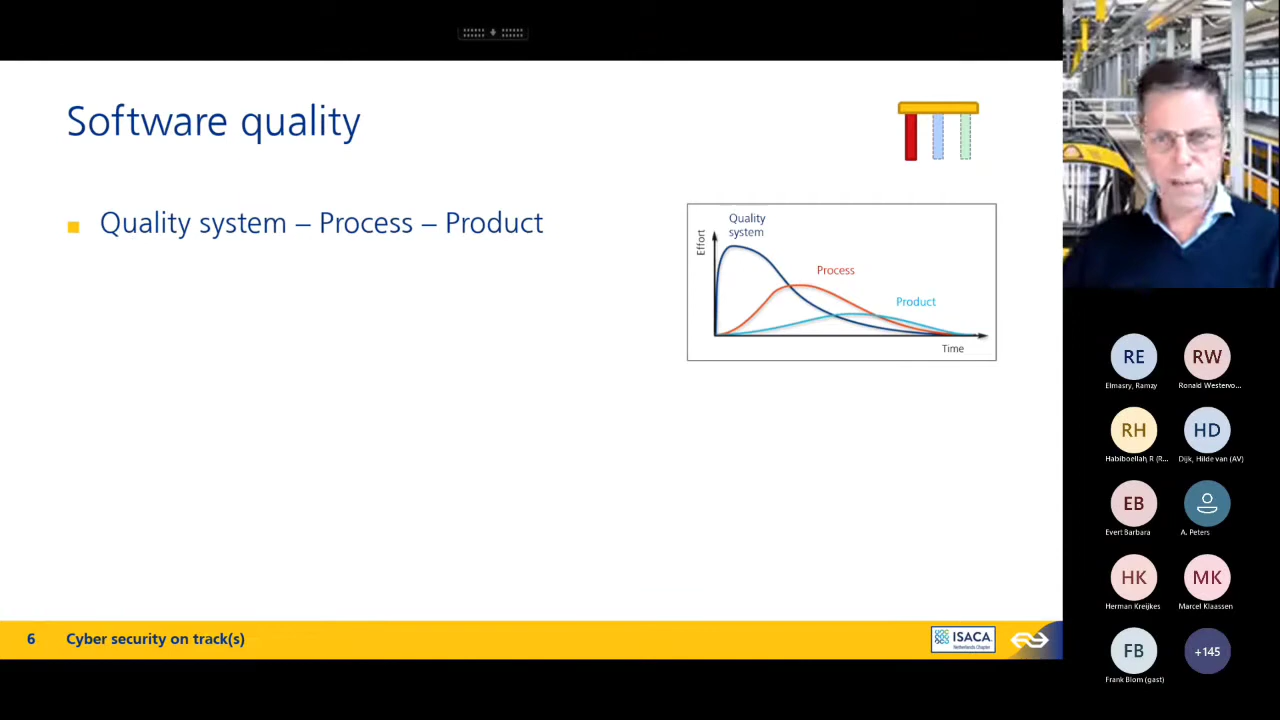 Software quality
Quality system – Process – Product
Quality
system
Effort
Process
Product
Time
6 Cyber security on track(s)
ISACA
Netherlands Chapter
RE
RW
Elmasry, Ramzy
Ronald Westervo...
RH
HD
Habiboellah, R (R...
Dijk, Hilde van (AV)
EB
Evert Barbara
A. Peters
HK
MK
Herman Kreijkes
Marcel Klaassen
FB
+145
Frank Blom (gast)